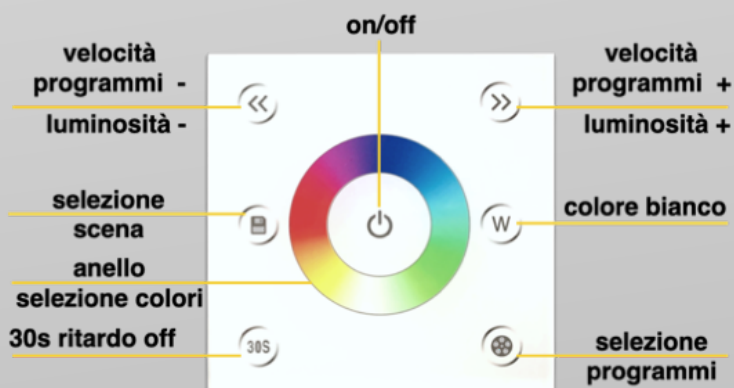 on/off
velocità
programmi -
luminosità -
velocità
programmi +
luminosità +
selezione
scena
W
colore bianco
anello
selezione colori
30s ritardo off
30S
selezione
programmi